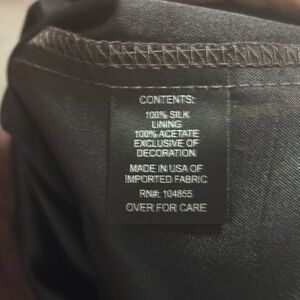 CONTENTS:
100% SILK
LINING
100% ACETATE
EXCLUSIVE OF
DECORATION
MADE IN USA OF
IMPORTED FABRIC
RN#: 104855
OVER FOR CARE